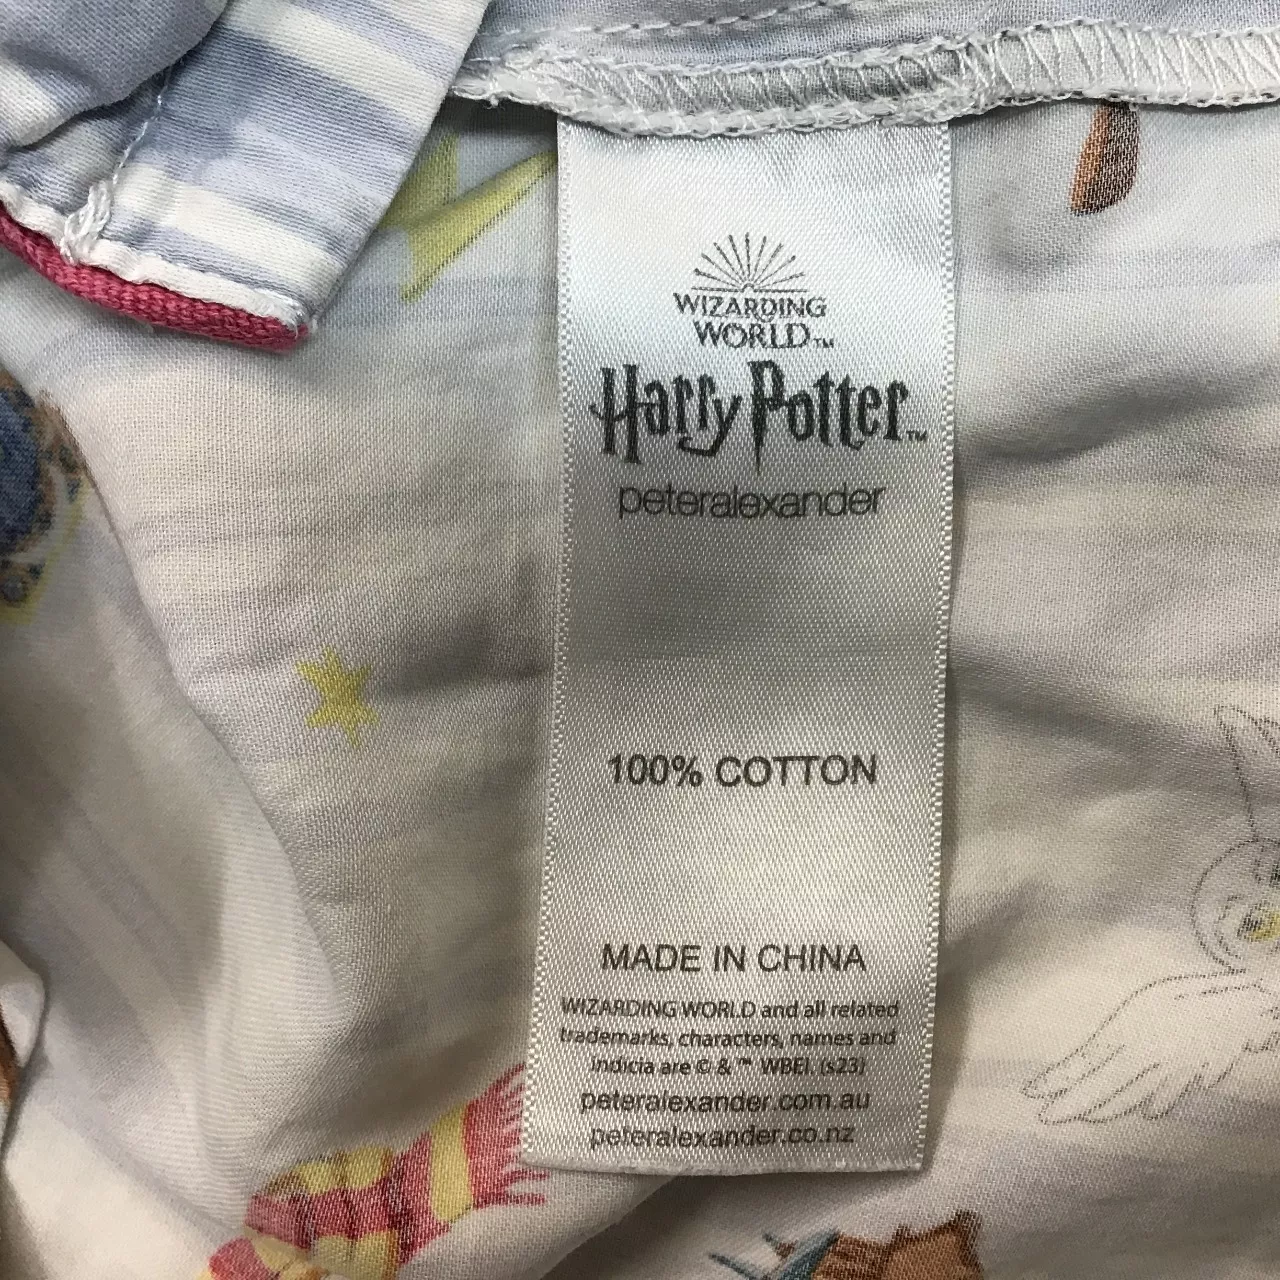 WIZARDING
WORLD™
Harry Potter™
peteralexander
100% COTTON
MADE IN CHINA
WIZARDING WORLD and all related
trademarks, characters, names and
indicia are © & ™ WBEI. (s23)
peteralexander.com.au
peteralexander.co.nz